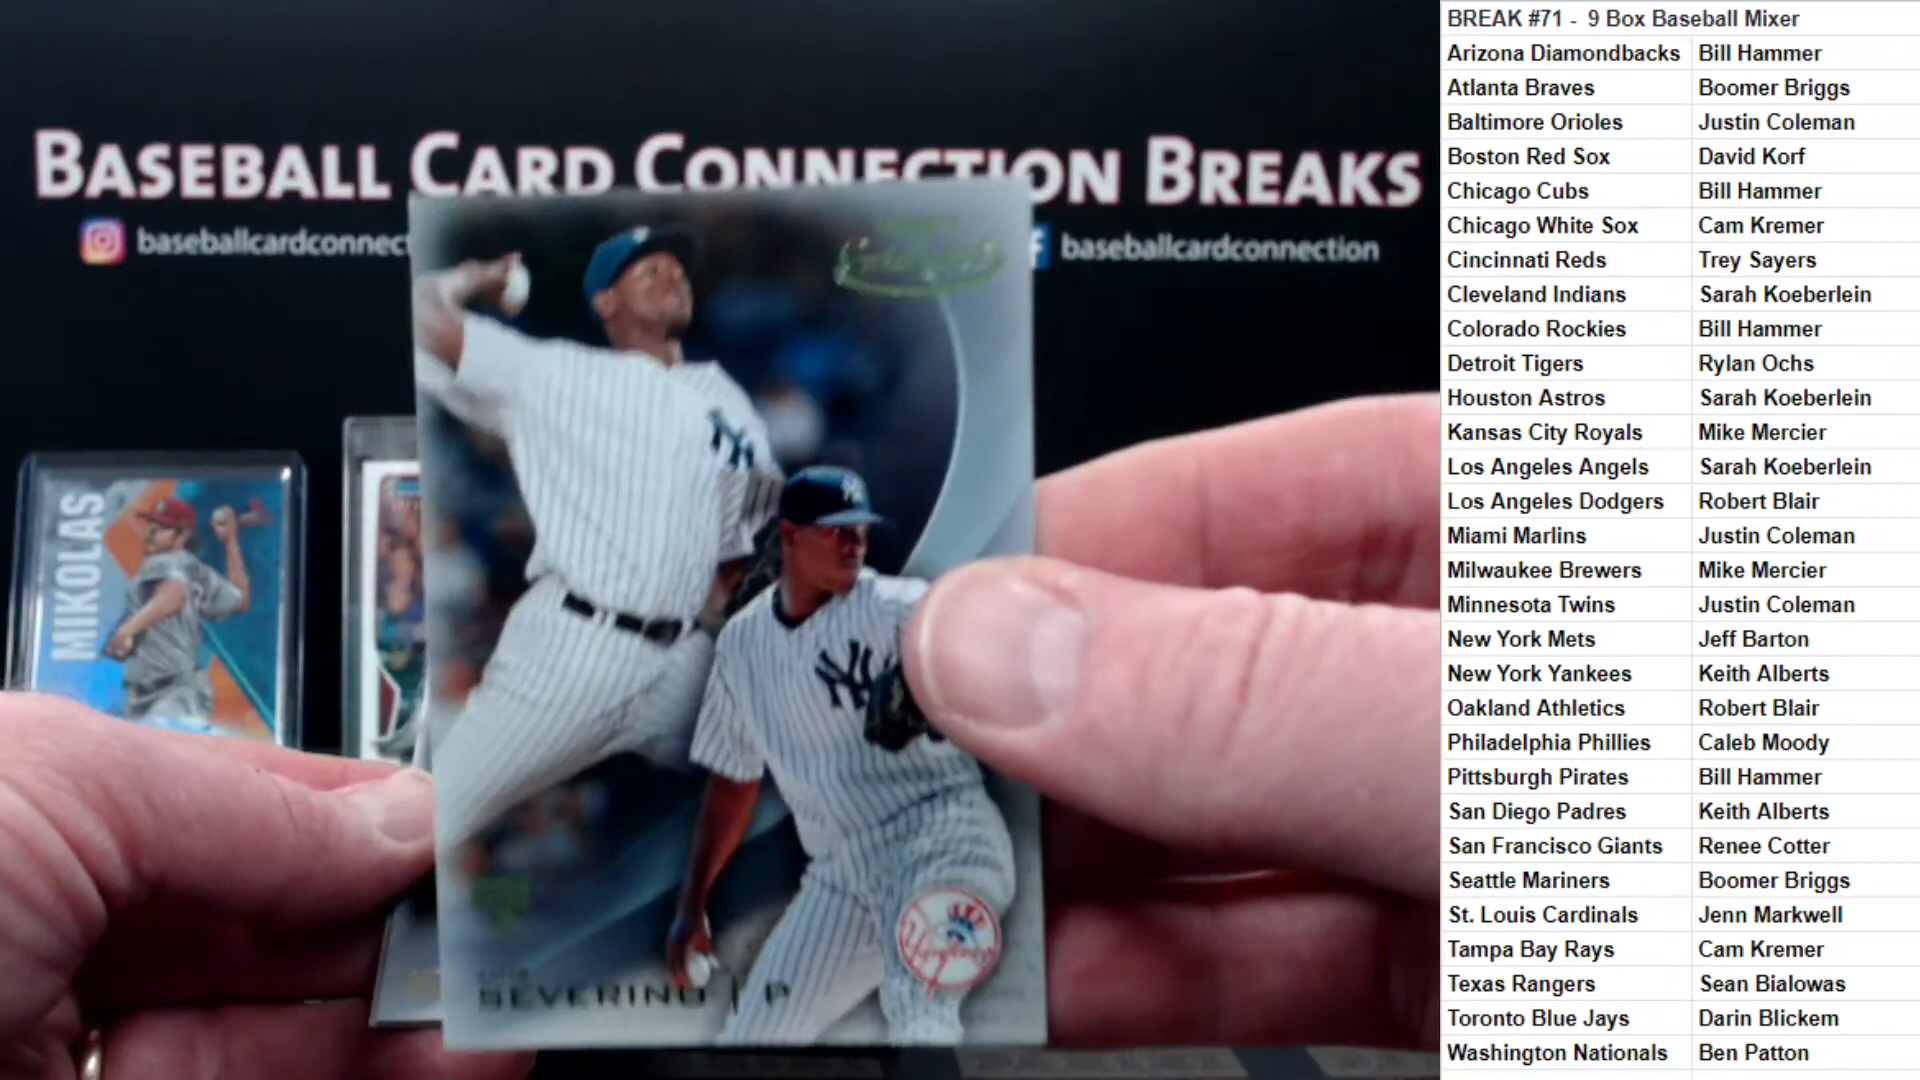 BASEBALL CARD CONNECTION BREAKS
baseballcardconnect
baseballcardconnection
MIKOLAS
SEVERINO | P
Yankees
BREAK #71 - 9 Box Baseball Mixer
Arizona Diamondbacks Bill Hammer
Atlanta Braves Boomer Briggs
Baltimore Orioles Justin Coleman
Boston Red Sox David Korf
Chicago Cubs Bill Hammer
Chicago White Sox Cam Kremer
Cincinnati Reds Trey Sayers
Cleveland Indians Sarah Koeberlein
Colorado Rockies Bill Hammer
Detroit Tigers Rylan Ochs
Houston Astros Sarah Koeberlein
Kansas City Royals Mike Mercier
Los Angeles Angels Sarah Koeberlein
Los Angeles Dodgers Robert Blair
Miami Marlins Justin Coleman
Milwaukee Brewers Mike Mercier
Minnesota Twins Justin Coleman
New York Mets Jeff Barton
New York Yankees Keith Alberts
Oakland Athletics Robert Blair
Philadelphia Phillies Caleb Moody
Pittsburgh Pirates Bill Hammer
San Diego Padres Keith Alberts
San Francisco Giants Renee Cotter
Seattle Mariners Boomer Briggs
St. Louis Cardinals Jenn Markwell
Tampa Bay Rays Cam Kremer
Texas Rangers Sean Bialowas
Toronto Blue Jays Darin Blickem
Washington Nationals Ben Patton